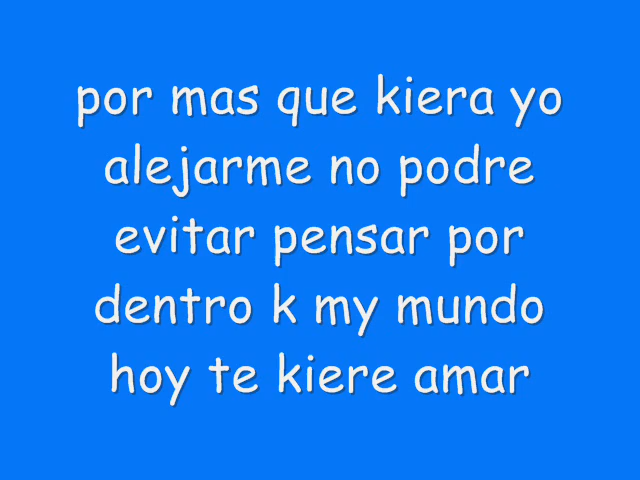 por mas que kiera yo
alejarme no podre
evitar pensar por
dentro k my mundo
hoy te kiere amar